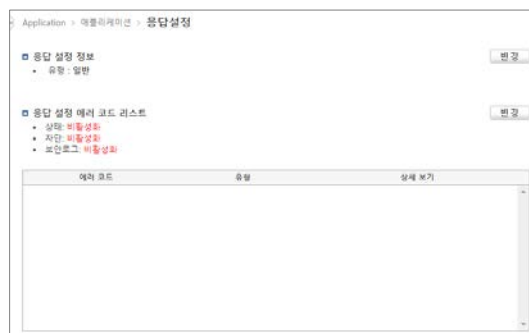 Application > 애플리케이션 > 응답설정
응답 설정 정보
변경
• 유형 : 일반
응답 설정 에러 코드 리스트
변경
• 상태: 비활성화
• 차단: 비활성화
• 보안로그: 비활성화
에러 코드 유형 상세 보기